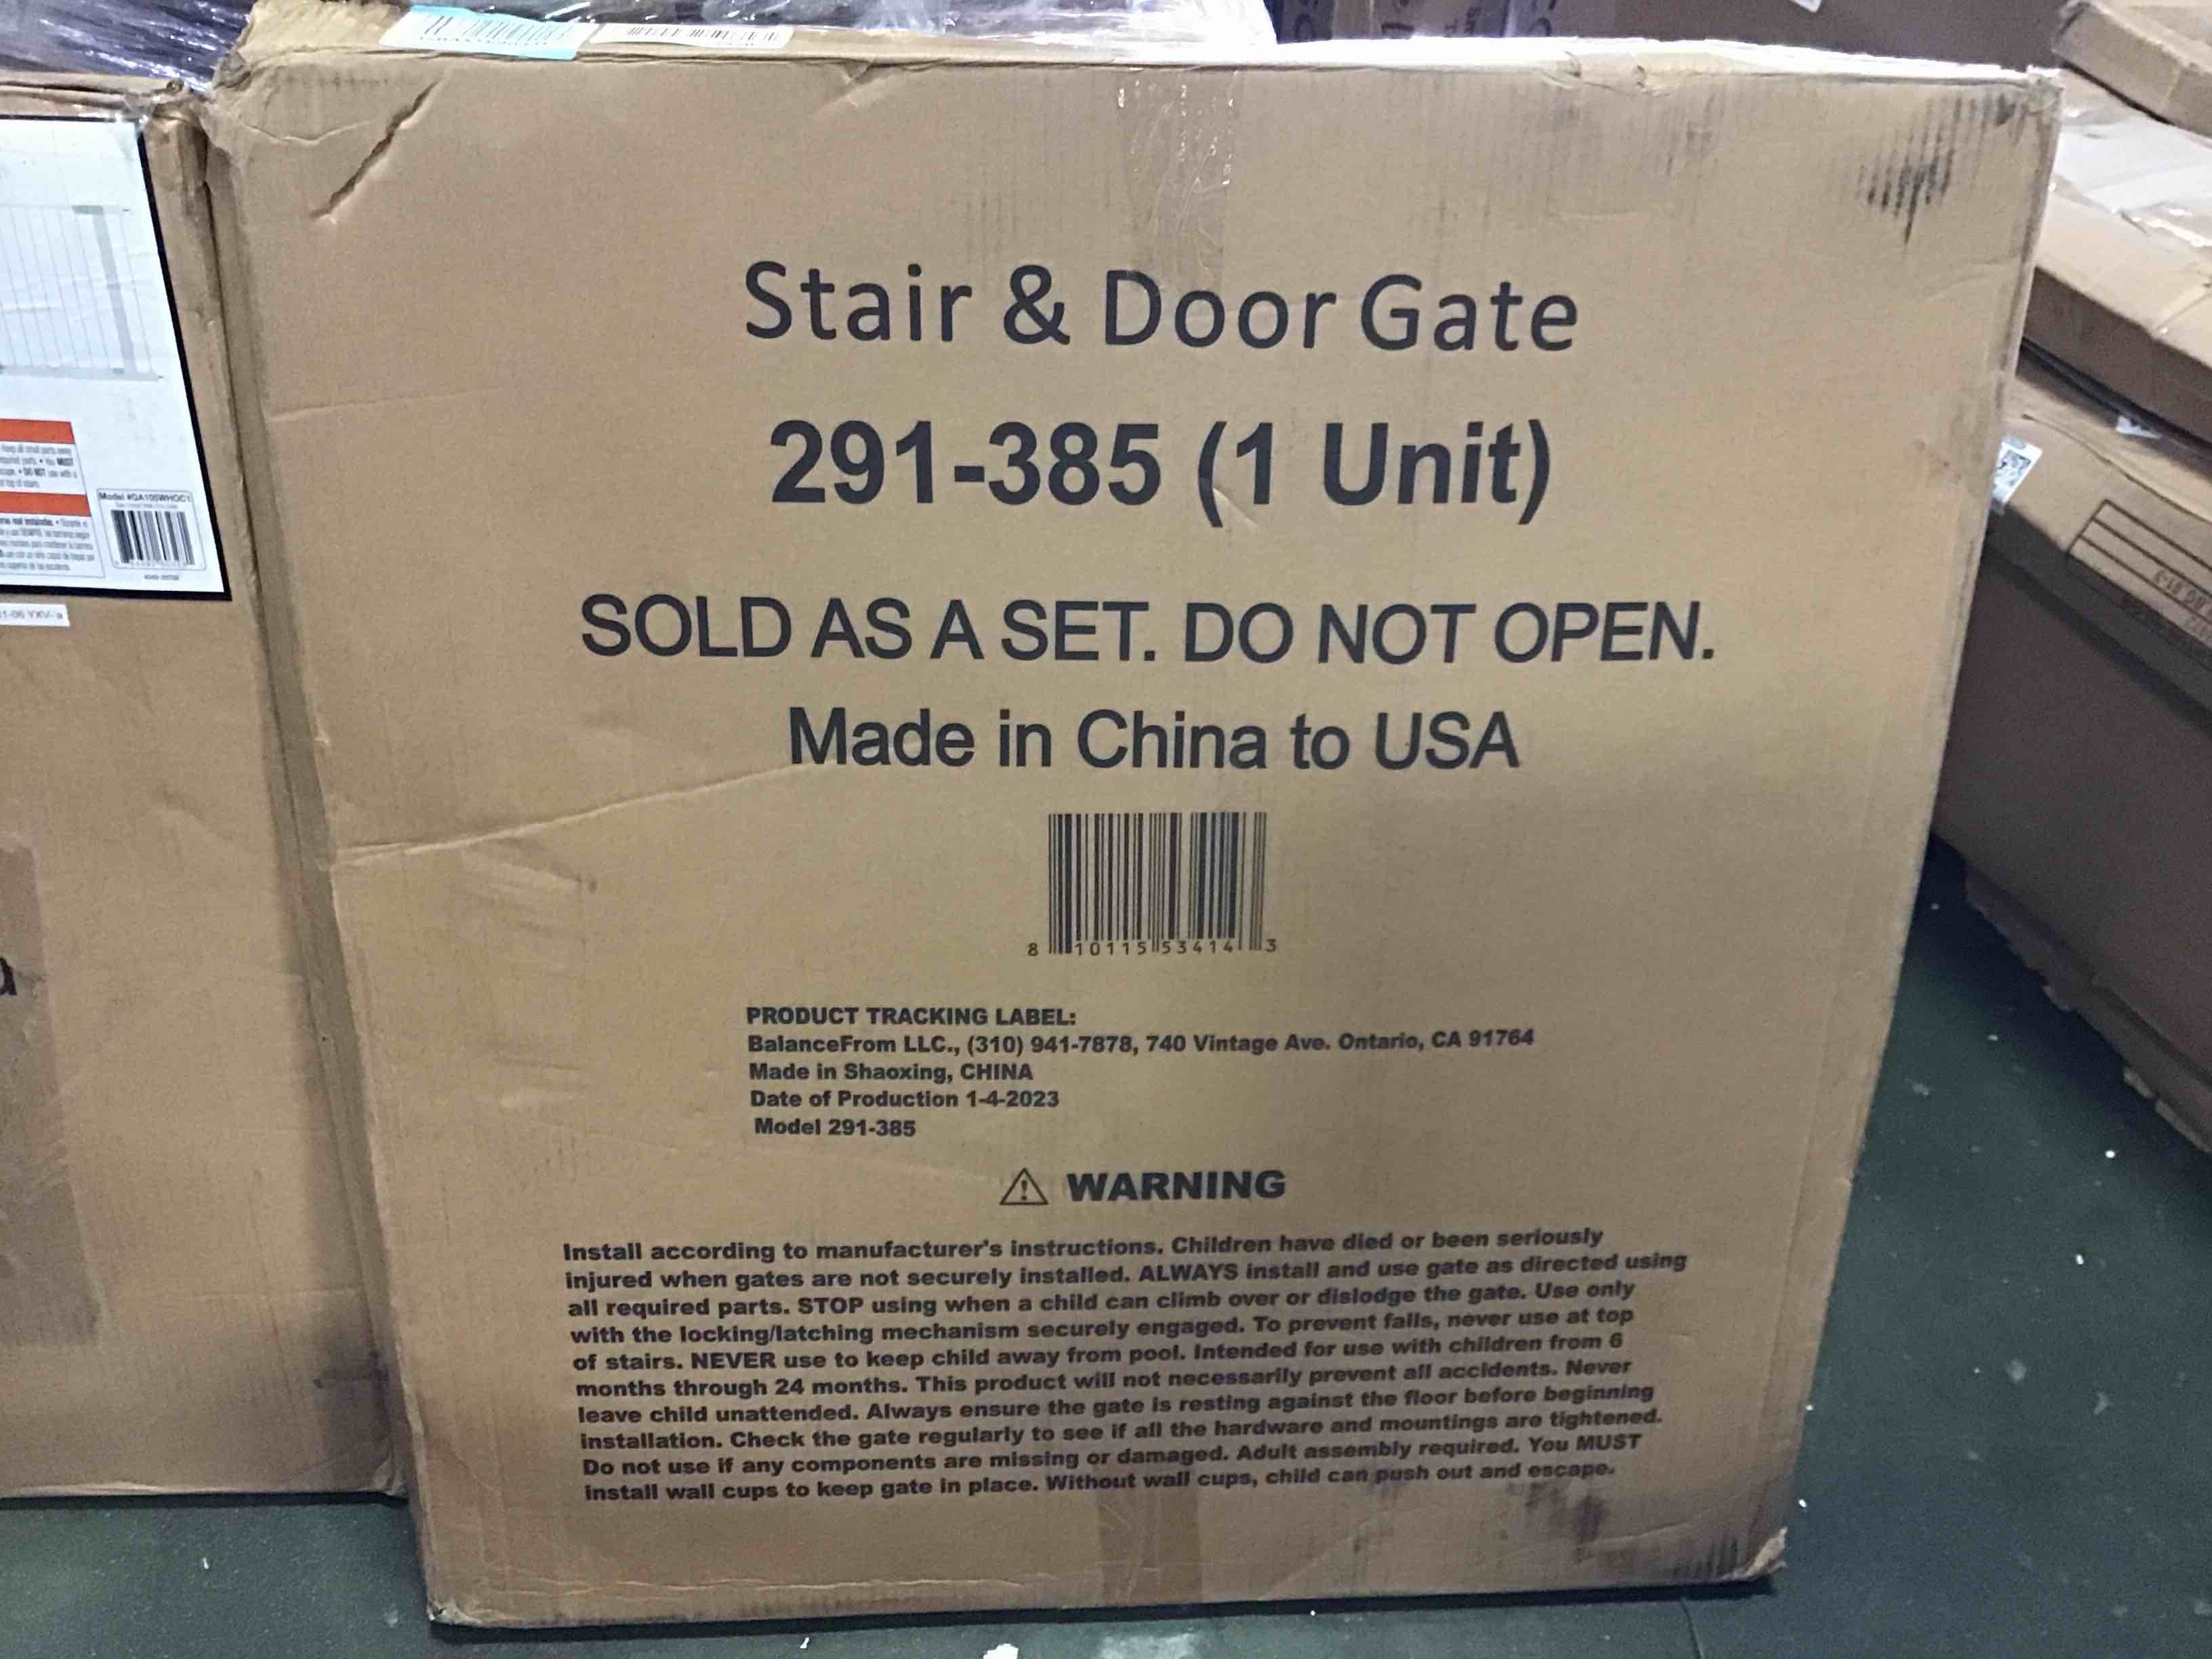 Stair & Door Gate
291-385 (1 Unit)
SOLD AS A SET. DO NOT OPEN.
Made in China to USA
8 10115 53414 3
PRODUCT TRACKING LABEL:
BalanceFrom LLC., (310) 941-7878, 740 Vintage Ave. Ontario, CA 91764
Made in Shaoxing, CHINA
Date of Production 1-4-2023
Model 291-385
⚠ WARNING
Install according to manufacturer's instructions. Children have died or been seriously
injured when gates are not securely installed. ALWAYS install and use gate as directed using
all required parts. STOP using when a child can climb over or dislodge the gate. Use only
with the locking/latching mechanism securely engaged. To prevent falls, never use at top
of stairs. NEVER use to keep child away from pool. Intended for use with children from 6
months through 24 months. This product will not necessarily prevent all accidents. Never
leave child unattended. Always ensure the gate is resting against the floor before beginning
installation. Check the gate regularly to see if all the hardware and mountings are tightened.
Do not use if any components are missing or damaged. Adult assembly required. You MUST
install wall cups to keep gate in place. Without wall cups, child can push out and escape.